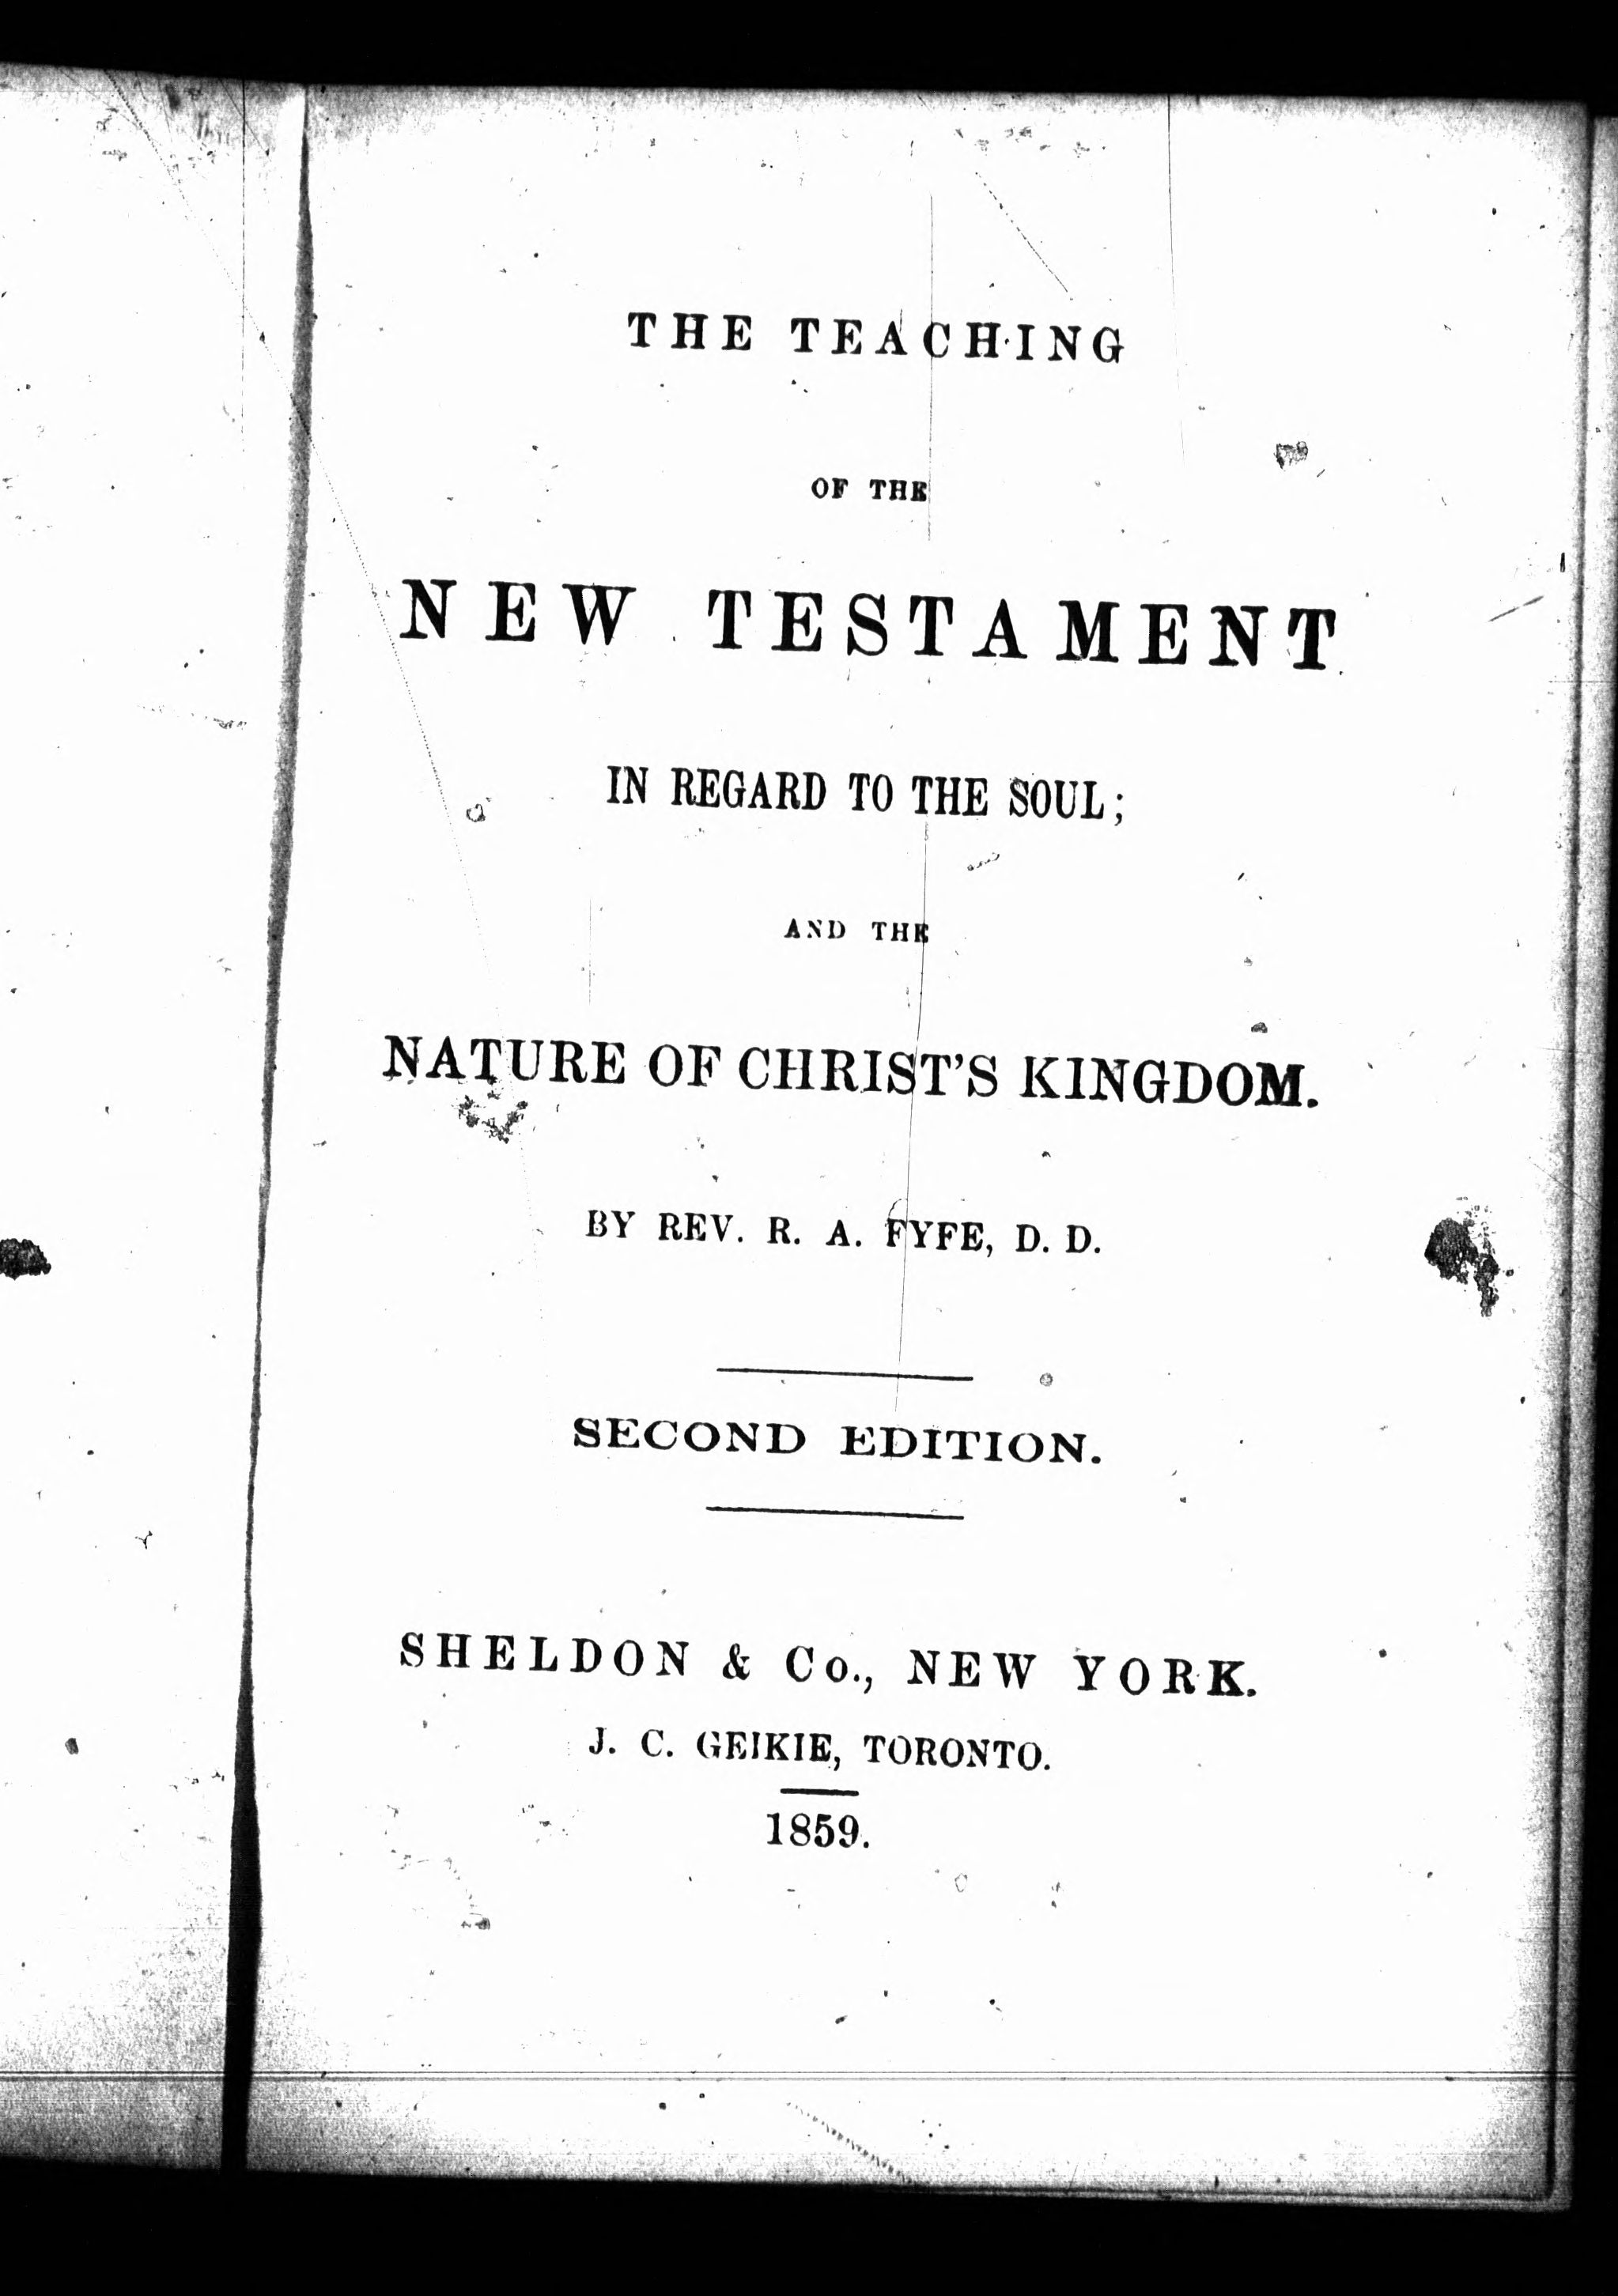 THE TEACHING
OF THE
NEW TESTAMENT
IN REGARD TO THE SOUL;
AND THE
NATURE OF CHRIST'S KINGDOM.
BY REV. R. A. FYFE, D. D.
SECOND EDITION.
SHELDON & Co., NEW YORK.
J. C. GEIKIE, TORONTO.
1859.